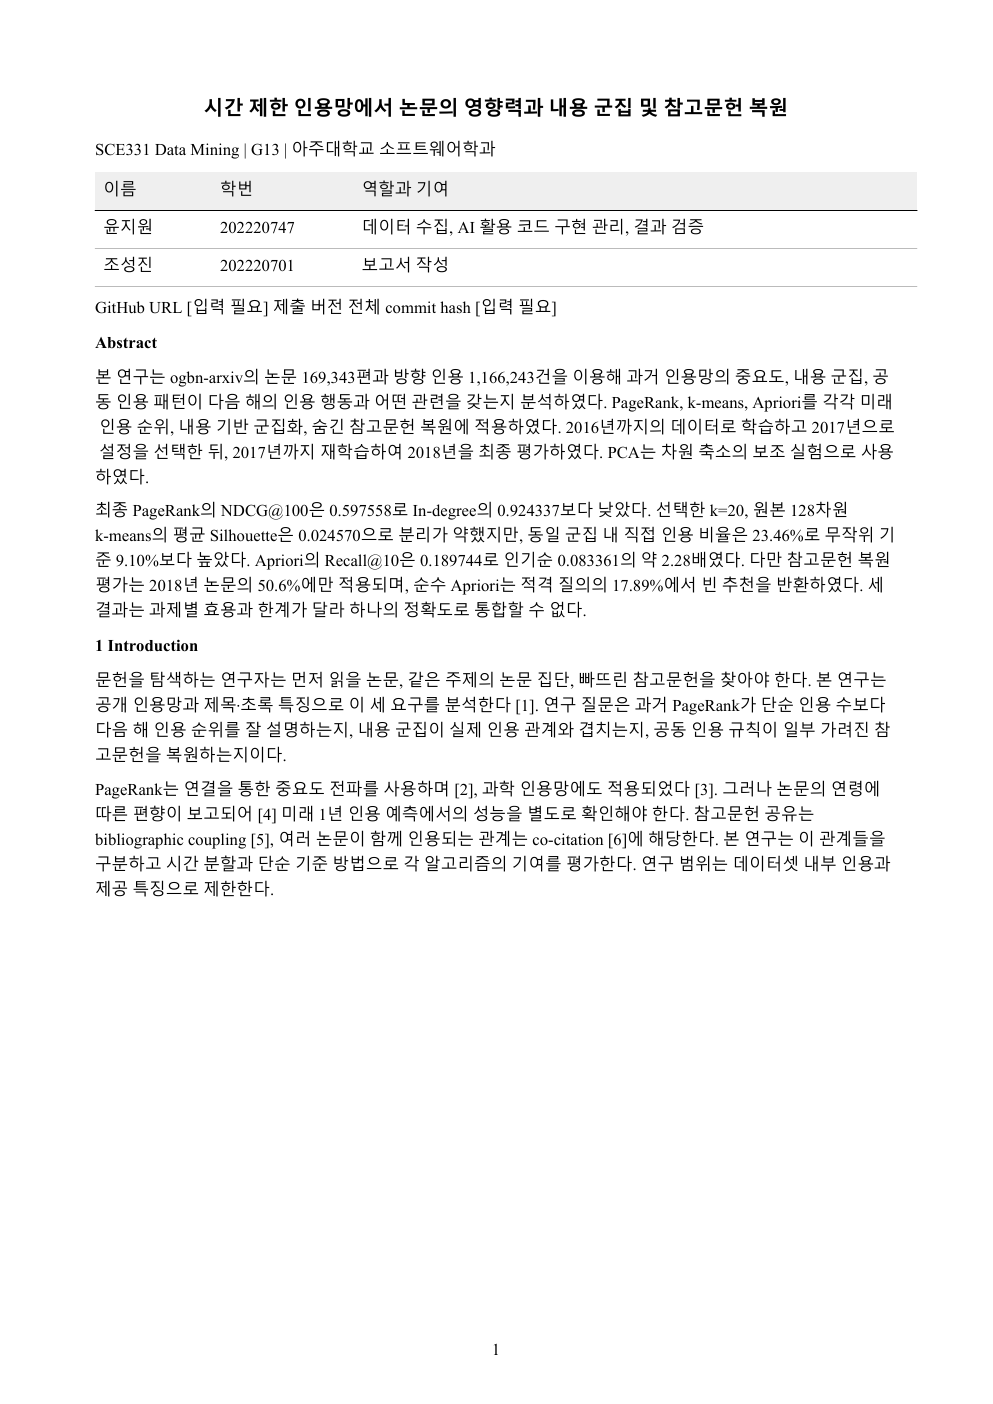 시간 제한 인용망에서 논문의 영향력과 내용 군집 및 참고문헌 복원
SCE331 Data Mining | G13 | 아주대학교 소프트웨어학과
이름 학번 역할과 기여
윤지원 202220747 데이터 수집, AI 활용 코드 구현 관리, 결과 검증
조성진 202220701 보고서 작성
GitHub URL [입력 필요] 제출 버전 전체 commit hash [입력 필요]
Abstract
본 연구는 ogbn-arxiv의 논문 169,343편과 방향 인용 1,166,243건을 이용해 과거 인용망의 중요도, 내용 군집, 공
동 인용 패턴이 다음 해의 인용 행동과 어떤 관련을 갖는지 분석하였다. PageRank, k-means, Apriori를 각각 미래
인용 순위, 내용 기반 군집화, 숨긴 참고문헌 복원에 적용하였다. 2016년까지의 데이터로 학습하고 2017년으로
설정을 선택한 뒤, 2017년까지 재학습하여 2018년을 최종 평가하였다. PCA는 차원 축소의 보조 실험으로 사용
하였다.
최종 PageRank의 NDCG@100은 0.597558로 In-degree의 0.924337보다 낮았다. 선택한 k=20, 원본 128차원
k-means의 평균 Silhouette은 0.024570으로 분리가 약했지만, 동일 군집 내 직접 인용 비율은 23.46%로 무작위 기
준 9.10%보다 높았다. Apriori의 Recall@10은 0.189744로 인기순 0.083361의 약 2.28배였다. 다만 참고문헌 복원
평가는 2018년 논문의 50.6%에만 적용되며, 순수 Apriori는 적격 질의의 17.89%에서 빈 추천을 반환하였다. 세
결과는 과제별 효용과 한계가 달라 하나의 정확도로 통합할 수 없다.
1 Introduction
문헌을 탐색하는 연구자는 먼저 읽을 논문, 같은 주제의 논문 집단, 빠뜨린 참고문헌을 찾아야 한다. 본 연구는
공개 인용망과 제목·초록 특징으로 이 세 요구를 분석한다 [1]. 연구 질문은 과거 PageRank가 단순 인용 수보다
다음 해 인용 순위를 잘 설명하는지, 내용 군집이 실제 인용 관계와 겹치는지, 공동 인용 규칙이 일부 가려진 참
고문헌을 복원하는지이다.
PageRank는 연결을 통한 중요도 전파를 사용하며 [2], 과학 인용망에도 적용되었다 [3]. 그러나 논문의 연령에
따른 편향이 보고되어 [4] 미래 1년 인용 예측에서의 성능을 별도로 확인해야 한다. 참고문헌 공유는
bibliographic coupling [5], 여러 논문이 함께 인용되는 관계는 co-citation [6]에 해당한다. 본 연구는 이 관계들을
구분하고 시간 분할과 단순 기준 방법으로 각 알고리즘의 기여를 평가한다. 연구 범위는 데이터셋 내부 인용과
제공 특징으로 제한한다.
1